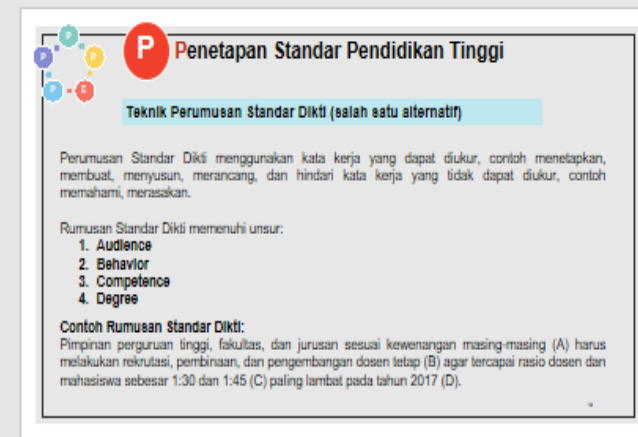 P
P
P
P
E
P
Penetapan Standar Pendidikan Tinggi
Teknik Perumusan Standar Dikti (salah satu alternatif)
Perumusan Standar Dikti menggunakan kata kerja yang dapat diukur, contoh menetapkan,
membuat, menyusun, merancang, dan hindari kata kerja yang tidak dapat diukur, contoh
memahami, merasakan.
Rumusan Standar Dikti memenuhi unsur:
1. Audience
2. Behavior
3. Competence
4. Degree
Contoh Rumusan Standar Dikti:
Pimpinan perguruan tinggi, fakultas, dan jurusan sesuai kewenangan masing-masing (A) harus
melakukan rekrutasi, pembinaan, dan pengembangan dosen tetap (B) agar tercapai rasio dosen dan
mahasiswa sebesar 1:30 dan 1:45 (C) paling lambat pada tahun 2017 (D).